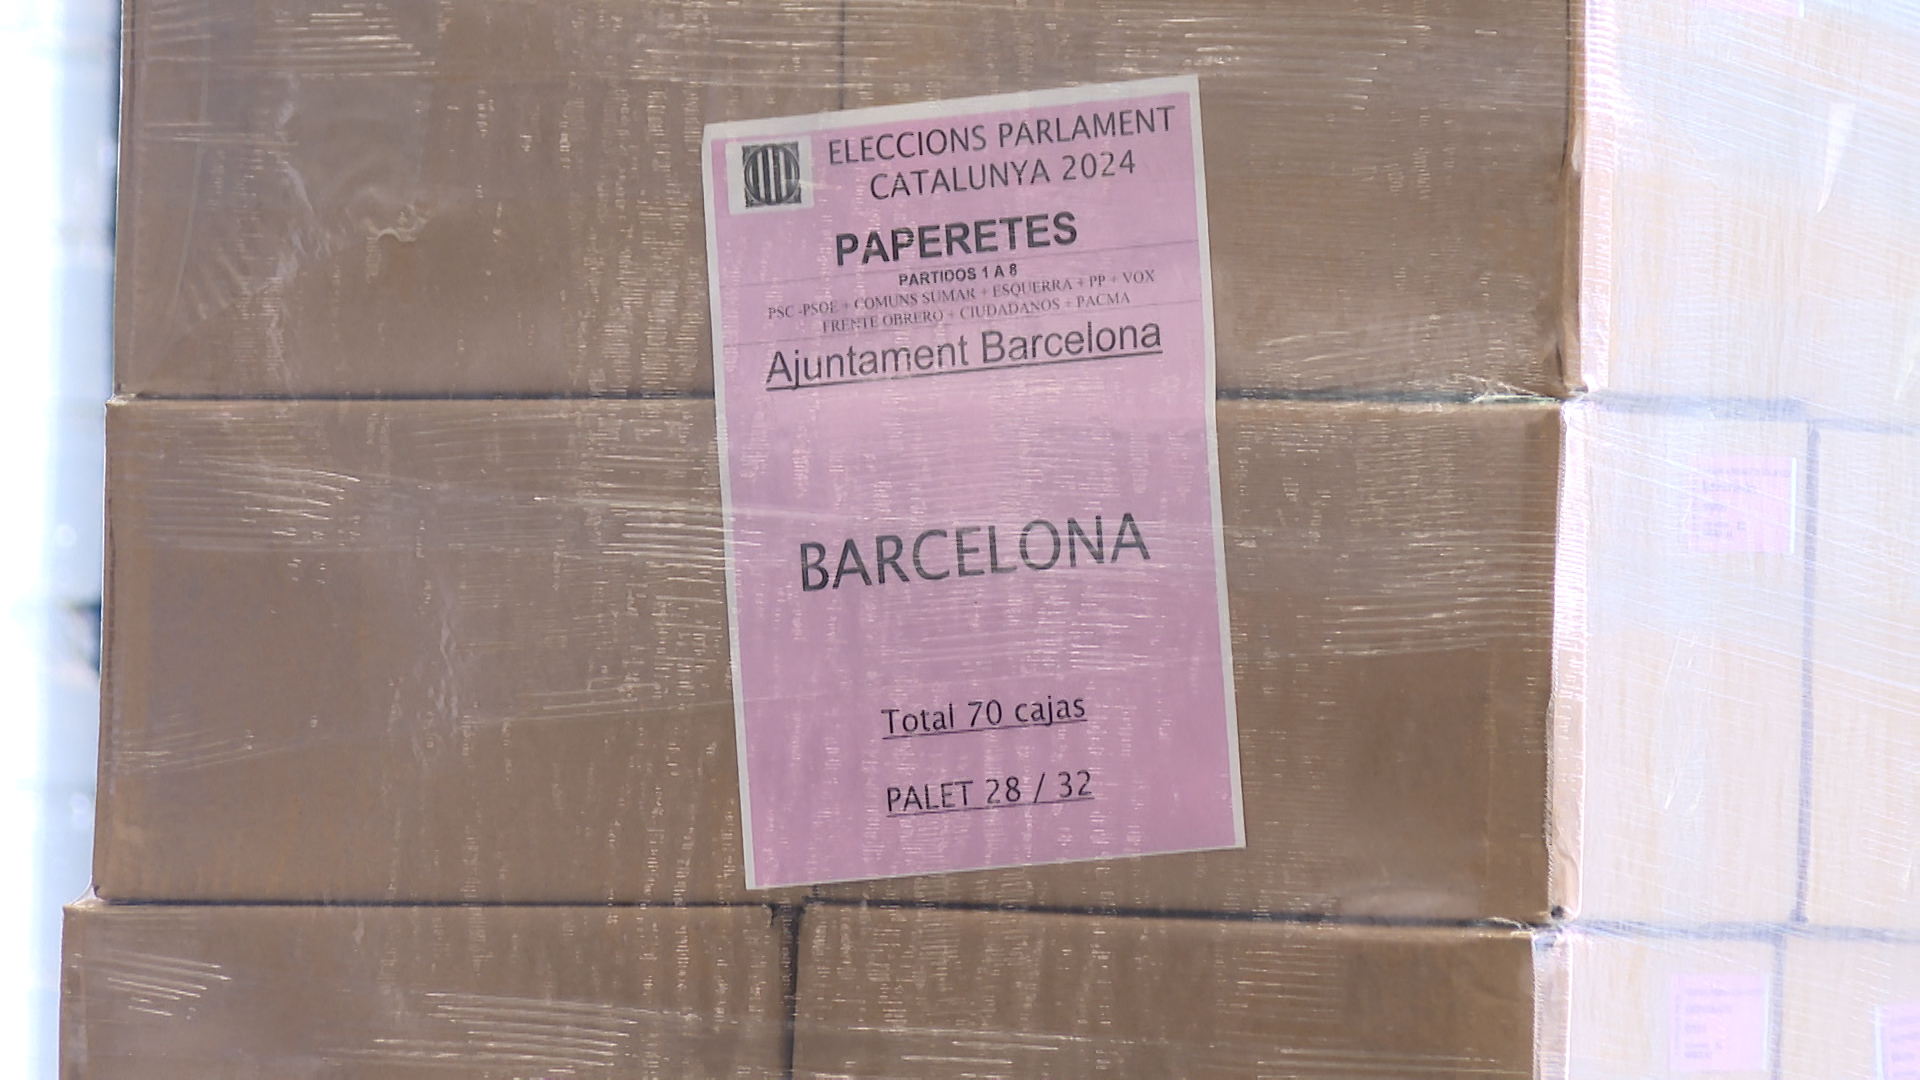 ELECCIONS PARLAMENT
CATALUNYA 2024
PAPERETES
PARTIDOS 1 A 8
PSC -PSOE + COMUNS SUMAR + ESQUERRA + PP + VOX
FRENTE OBRERO + CIUDADANOS + PACMA
Ajuntament Barcelona
BARCELONA
Total 70 cajas
PALET 28 / 32